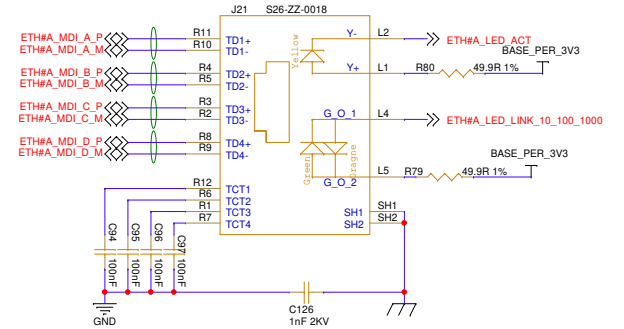 J21 S26-ZZ-0018
ETH#A_MDI_A_P R11 TD1+ Y- L2 ETH#A_LED_ACT
ETH#A_MDI_A_M R10 TD1- Yellow BASE_PER_3V3
ETH#A_MDI_B_P R4 TD2+ Y+ L1 R80 49.9R 1%
ETH#A_MDI_B_M R5 TD2-
ETH#A_MDI_C_P R3 TD3+ G_O_1 L4 ETH#A_LED_LINK_10_100_1000
ETH#A_MDI_C_M R2 TD3-
ETH#A_MDI_D_P R8 TD4+ Green Oragne BASE_PER_3V3
ETH#A_MDI_D_M R9 TD4-
L5 R79 49.9R 1%
R12 TCT1 G_O_2
R6 TCT2
R1 TCT3 SH1 SH1
R7 TCT4 SH2 SH2
C94 C95 C96 C97
100nF 100nF 100nF 100nF
C126
GND 1nF 2KV